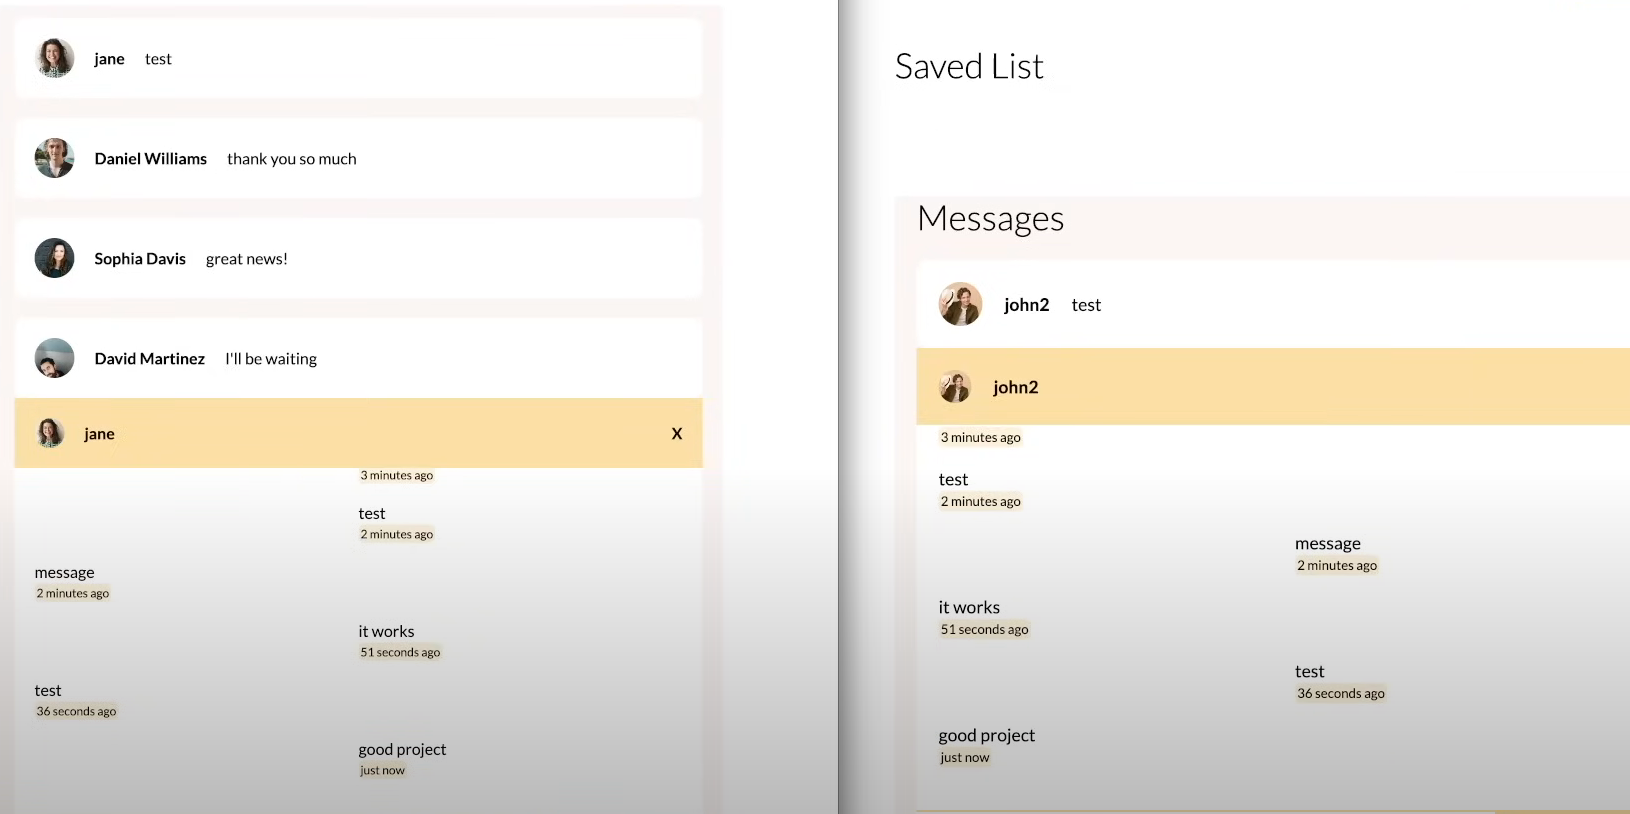 jane test
Daniel Williams thank you so much
Sophia Davis great news!
David Martinez I'll be waiting
jane X
3 minutes ago
test
2 minutes ago
message
2 minutes ago
it works
51 seconds ago
test
36 seconds ago
good project
just now
Saved List
Messages
john2 test
john2
3 minutes ago
test
2 minutes ago
message
2 minutes ago
it works
51 seconds ago
test
36 seconds ago
good project
just now